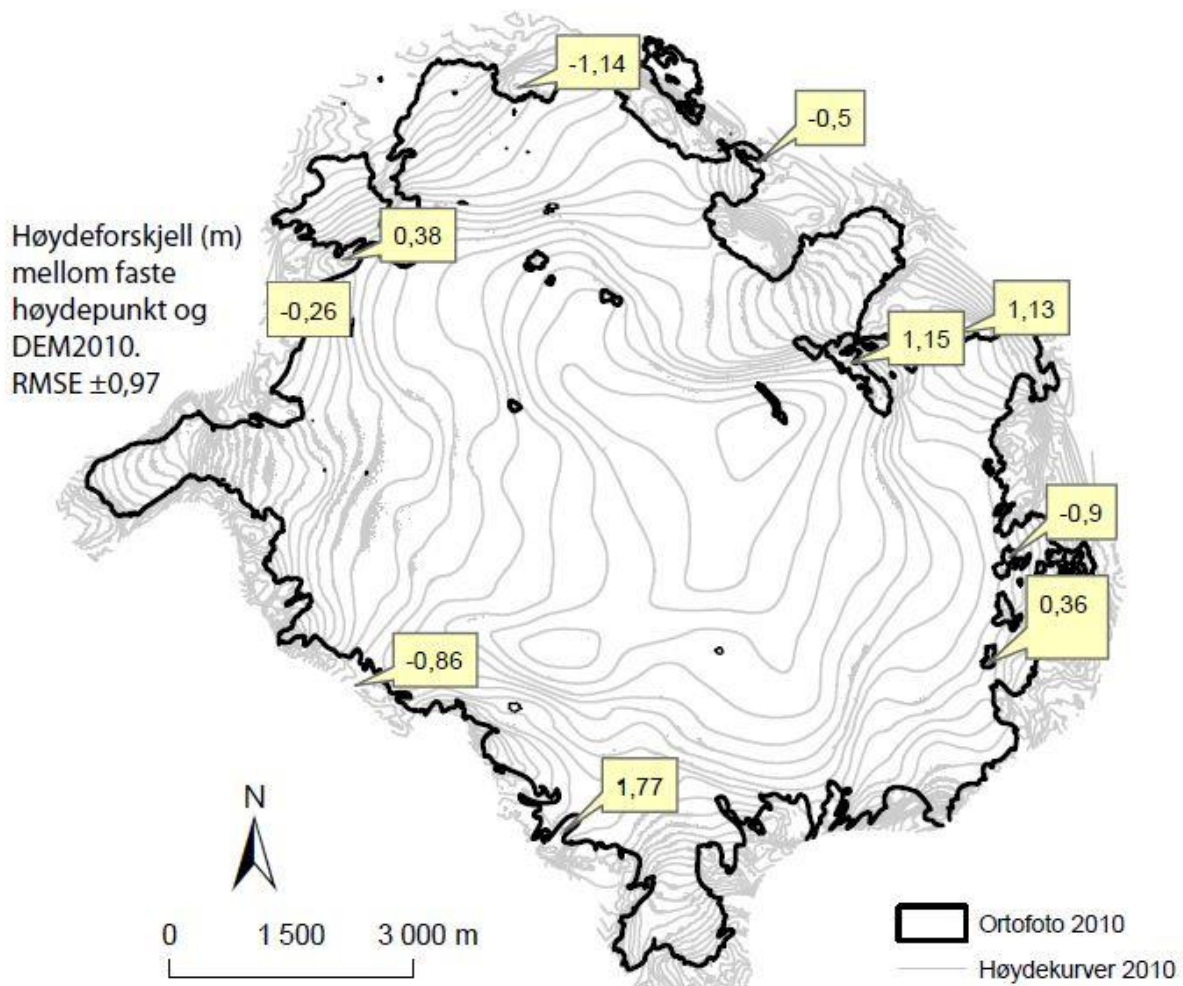 -1,14
-0,5
Høydeforskjell (m)
mellom faste
høydepunkt og
DEM2010.
RMSE ±0,97
0,38
-0,26
1,13
1,15
-0,9
0,36
-0,86
1,77
N
0 1 500 3 000 m
Ortofoto 2010
Høydekurver 2010